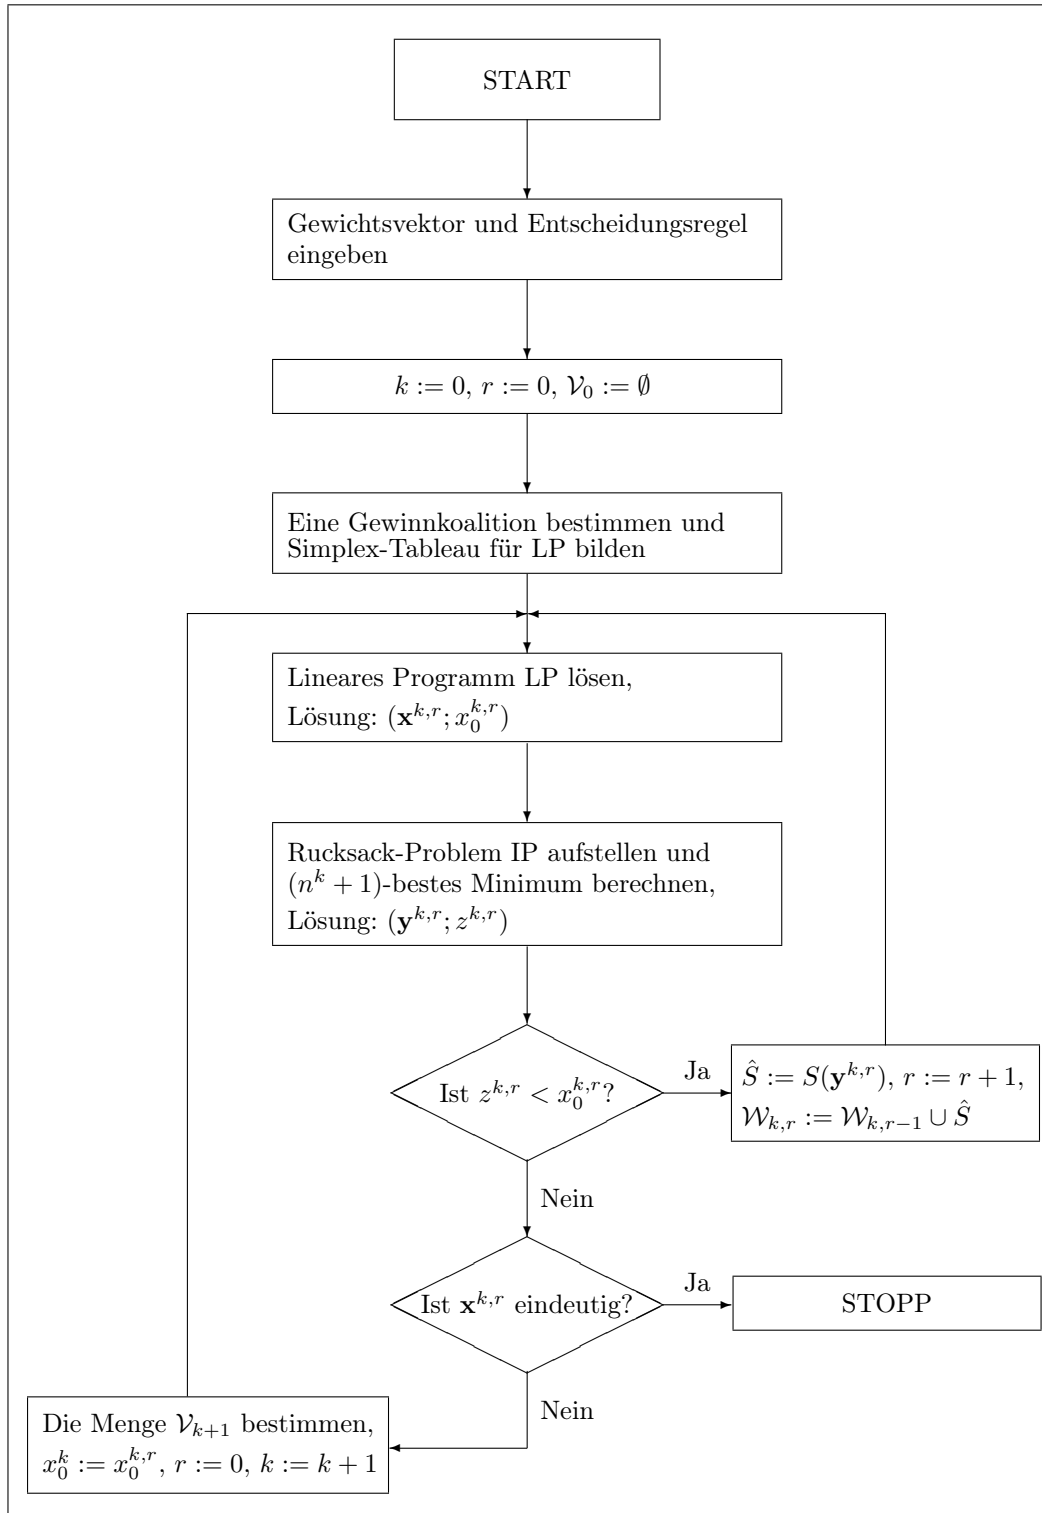 START
Gewichtsvektor und Entscheidungsregel
eingeben
k := 0, r := 0, 𝒱₀ := ∅
Eine Gewinnkoalition bestimmen und
Simplex-Tableau für LP bilden
Lineares Programm LP lösen,
Lösung: (𝐱^{k,r}; x_0^{k,r})
Rucksack-Problem IP aufstellen und
(n^k + 1)-bestes Minimum berechnen,
Lösung: (𝐲^{k,r}; z^{k,r})
Ist z^{k,r} < x_0^{k,r}?
Ja
Ŝ := S(𝐲^{k,r}), r := r + 1,
𝒲_{k,r} := 𝒲_{k,r−1} ∪ Ŝ
Nein
Ist 𝐱^{k,r} eindeutig?
Ja
STOPP
Nein
Die Menge 𝒱_{k+1} bestimmen,
x_0^k := x_0^{k,r}, r := 0, k := k + 1